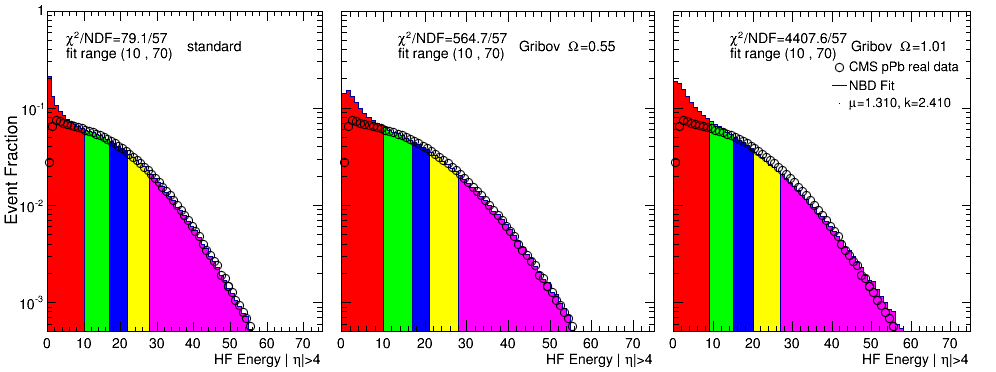 χ²/NDF=79.1/57
fit range (10 , 70)
standard
χ²/NDF=564.7/57
fit range (10 , 70)
Gribov Ω=0.55
χ²/NDF=4407.6/57
fit range (10 , 70)
Gribov Ω=1.01
CMS pPb real data
NBD Fit
μ=1.310, k=2.410
Event Fraction
1
10⁻¹
10⁻²
10⁻³
0 20 40 60
0 10 20 30 40 50 60 70
0 10 20 30 40 50 60 70
HF Energy | η|>4
HF Energy | η|>4
HF Energy | η|>4